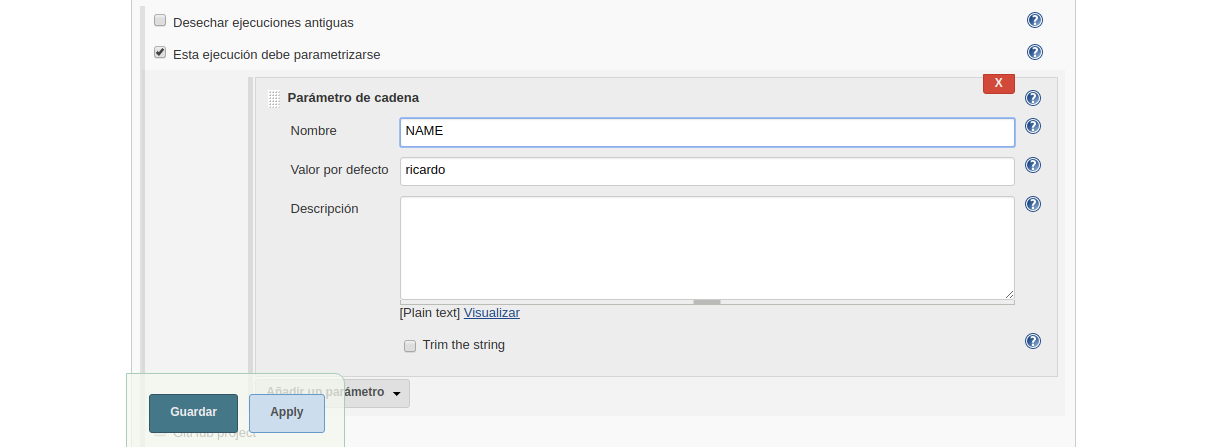 Desechar ejecuciones antiguas
Esta ejecución debe parametrizarse
X
Parámetro de cadena
Nombre NAME
Valor por defecto ricardo
Descripción
[Plain text] Visualizar
Trim the string
Añadir un parámetro
Guardar Apply
GitHub project